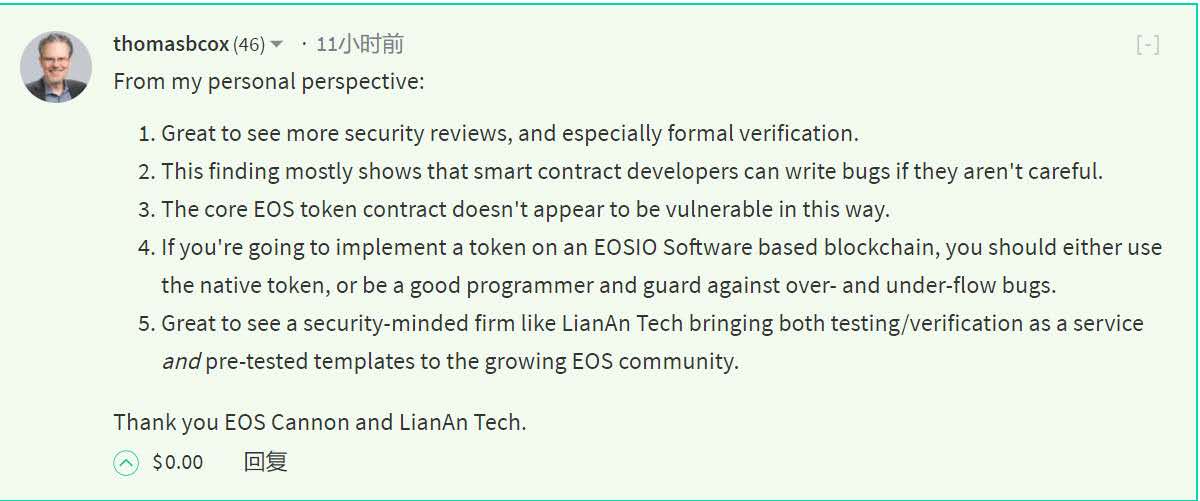 thomasbcox (46) · 11小时前 [-]
From my personal perspective:
1. Great to see more security reviews, and especially formal verification.
2. This finding mostly shows that smart contract developers can write bugs if they aren't careful.
3. The core EOS token contract doesn't appear to be vulnerable in this way.
4. If you're going to implement a token on an EOSIO Software based blockchain, you should either use
the native token, or be a good programmer and guard against over- and under-flow bugs.
5. Great to see a security-minded firm like LianAn Tech bringing both testing/verification as a service
and pre-tested templates to the growing EOS community.
Thank you EOS Cannon and LianAn Tech.
$0.00 回复